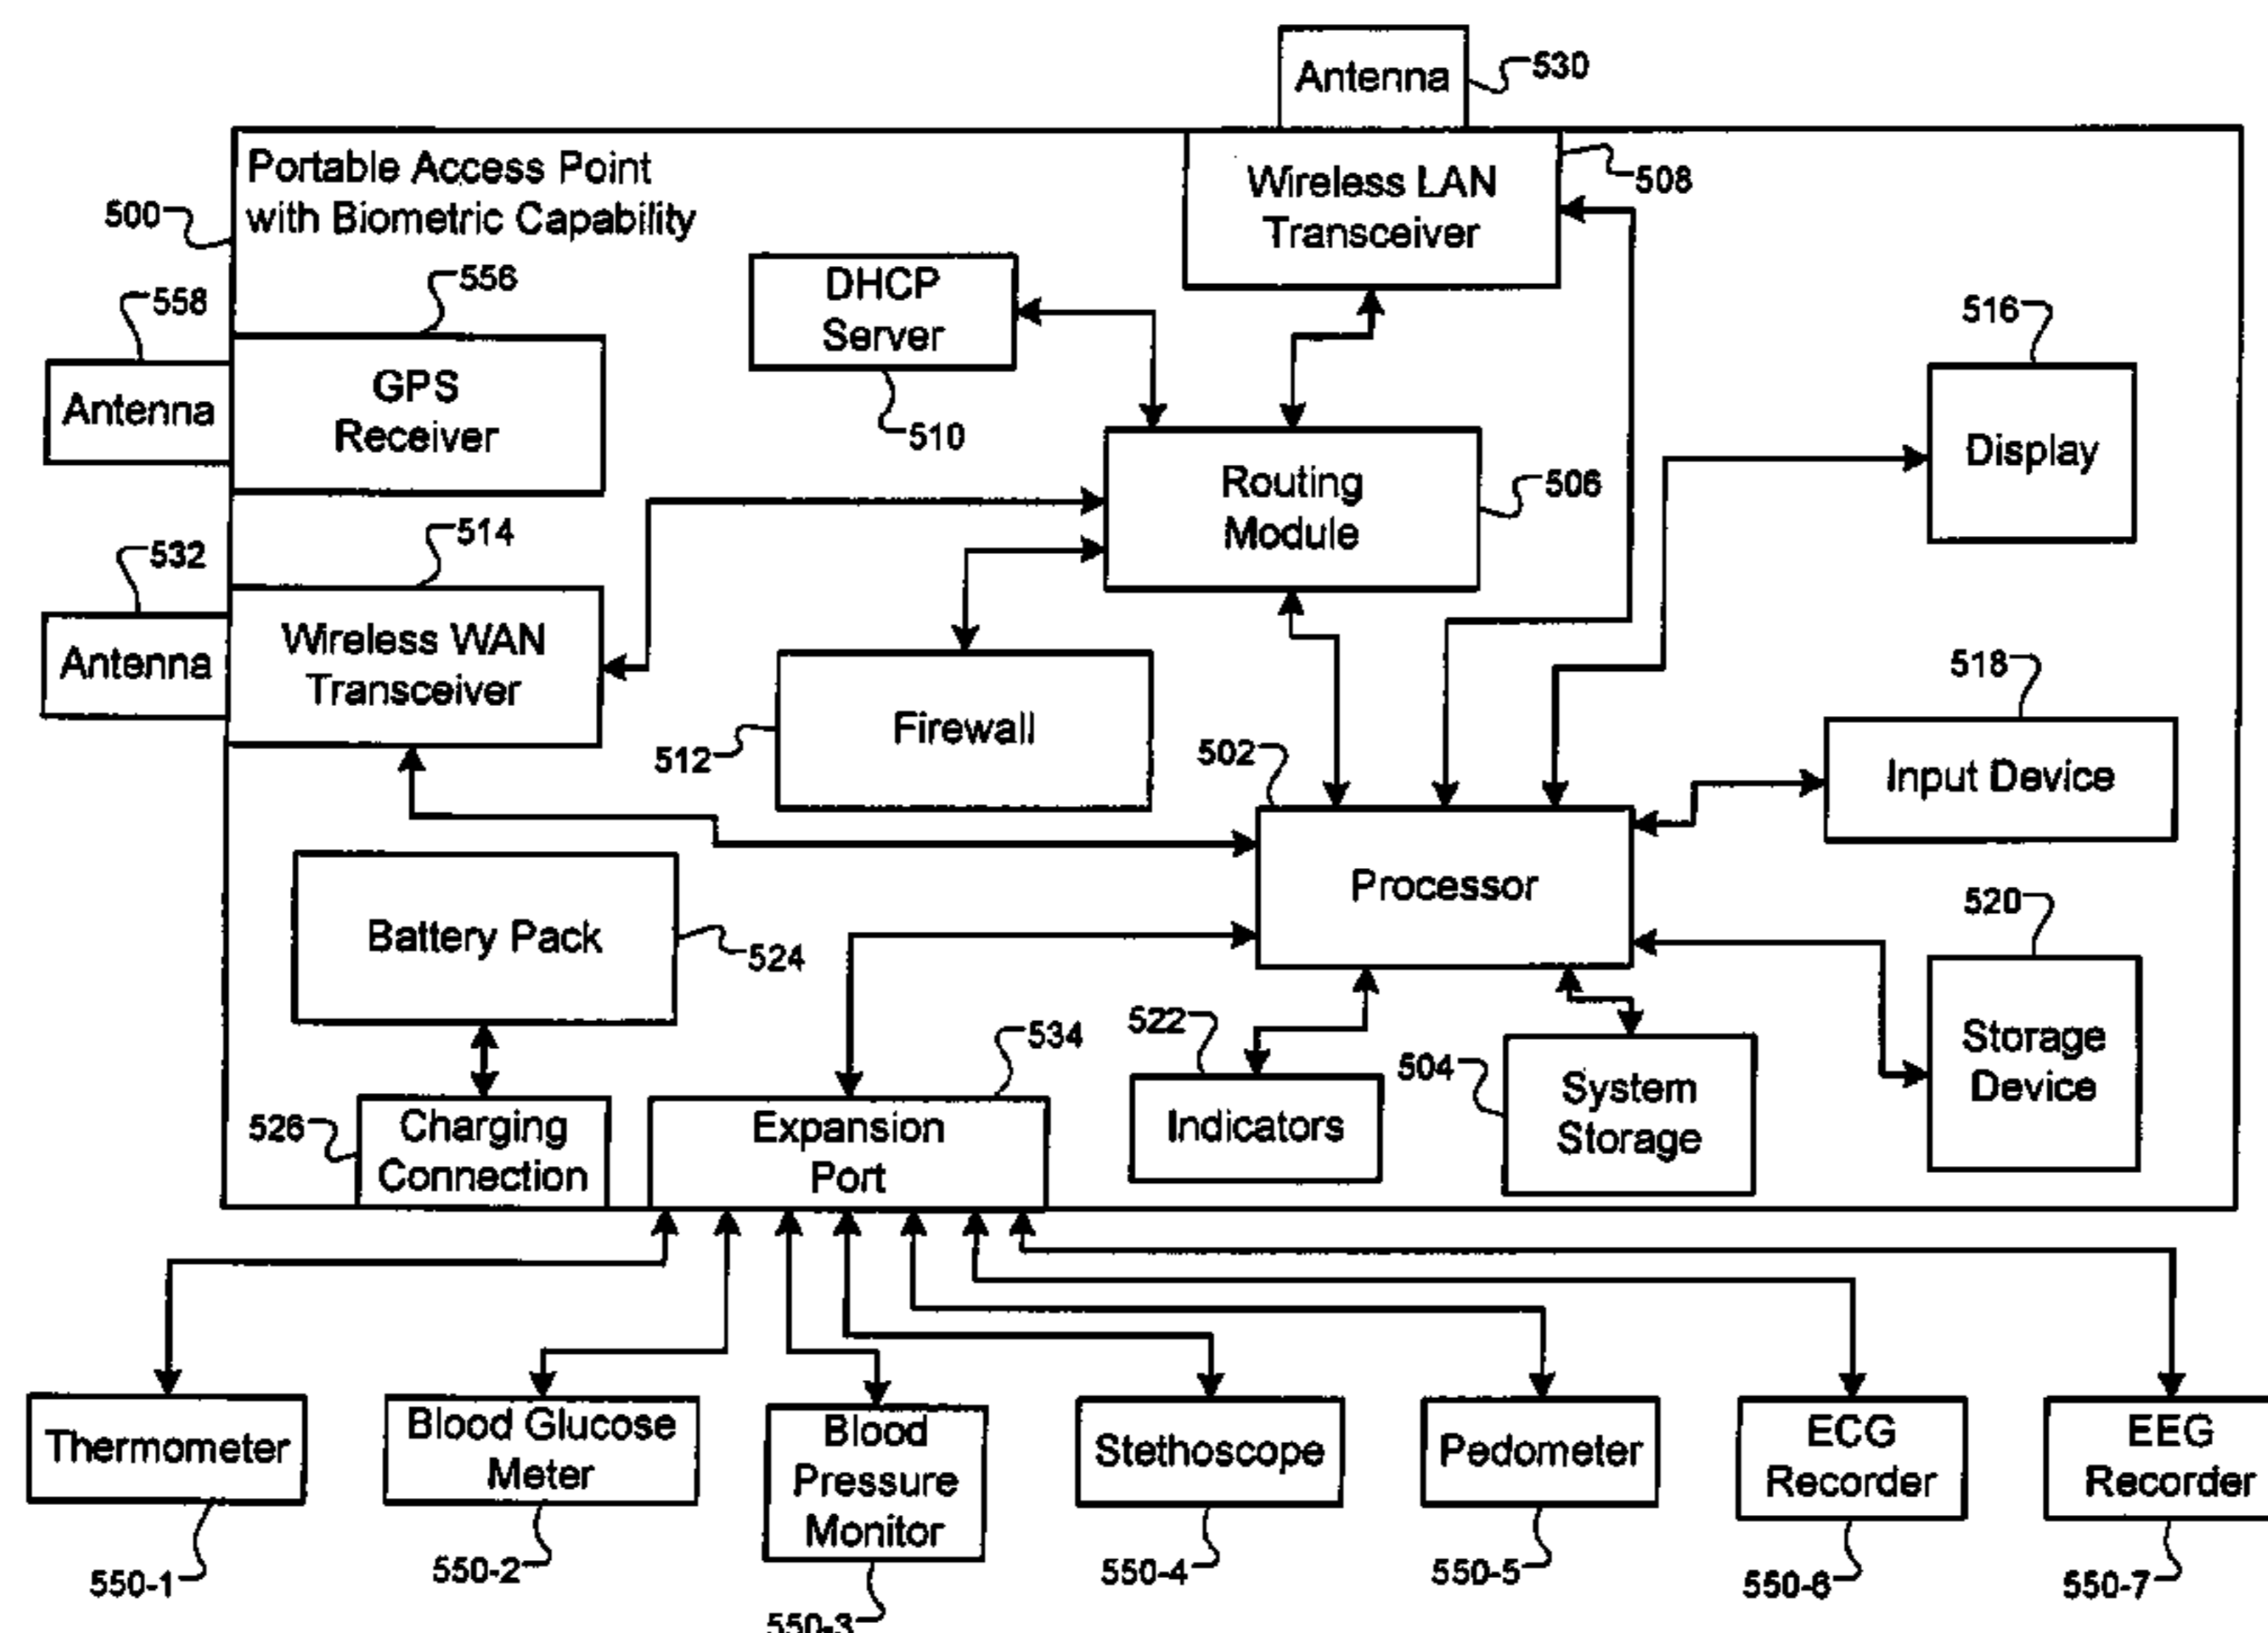 Antenna
530
Portable Access Point
with Biometric Capability
500
Wireless LAN
Transceiver
508
DHCP
Server
510
556
558
GPS
Receiver
Antenna
516
Display
Routing
Module
506
514
532
Wireless WAN
Transceiver
Antenna
Firewall
512
518
Input Device
502
Processor
Battery Pack
524
520
Storage
Device
522
Indicators
504
System
Storage
534
Expansion
Port
526
Charging
Connection
Thermometer
550-1
Blood Glucose
Meter
550-2
Blood
Pressure
Monitor
550-3
Stethoscope
550-4
Pedometer
550-5
ECG
Recorder
550-6
EEG
Recorder
550-7